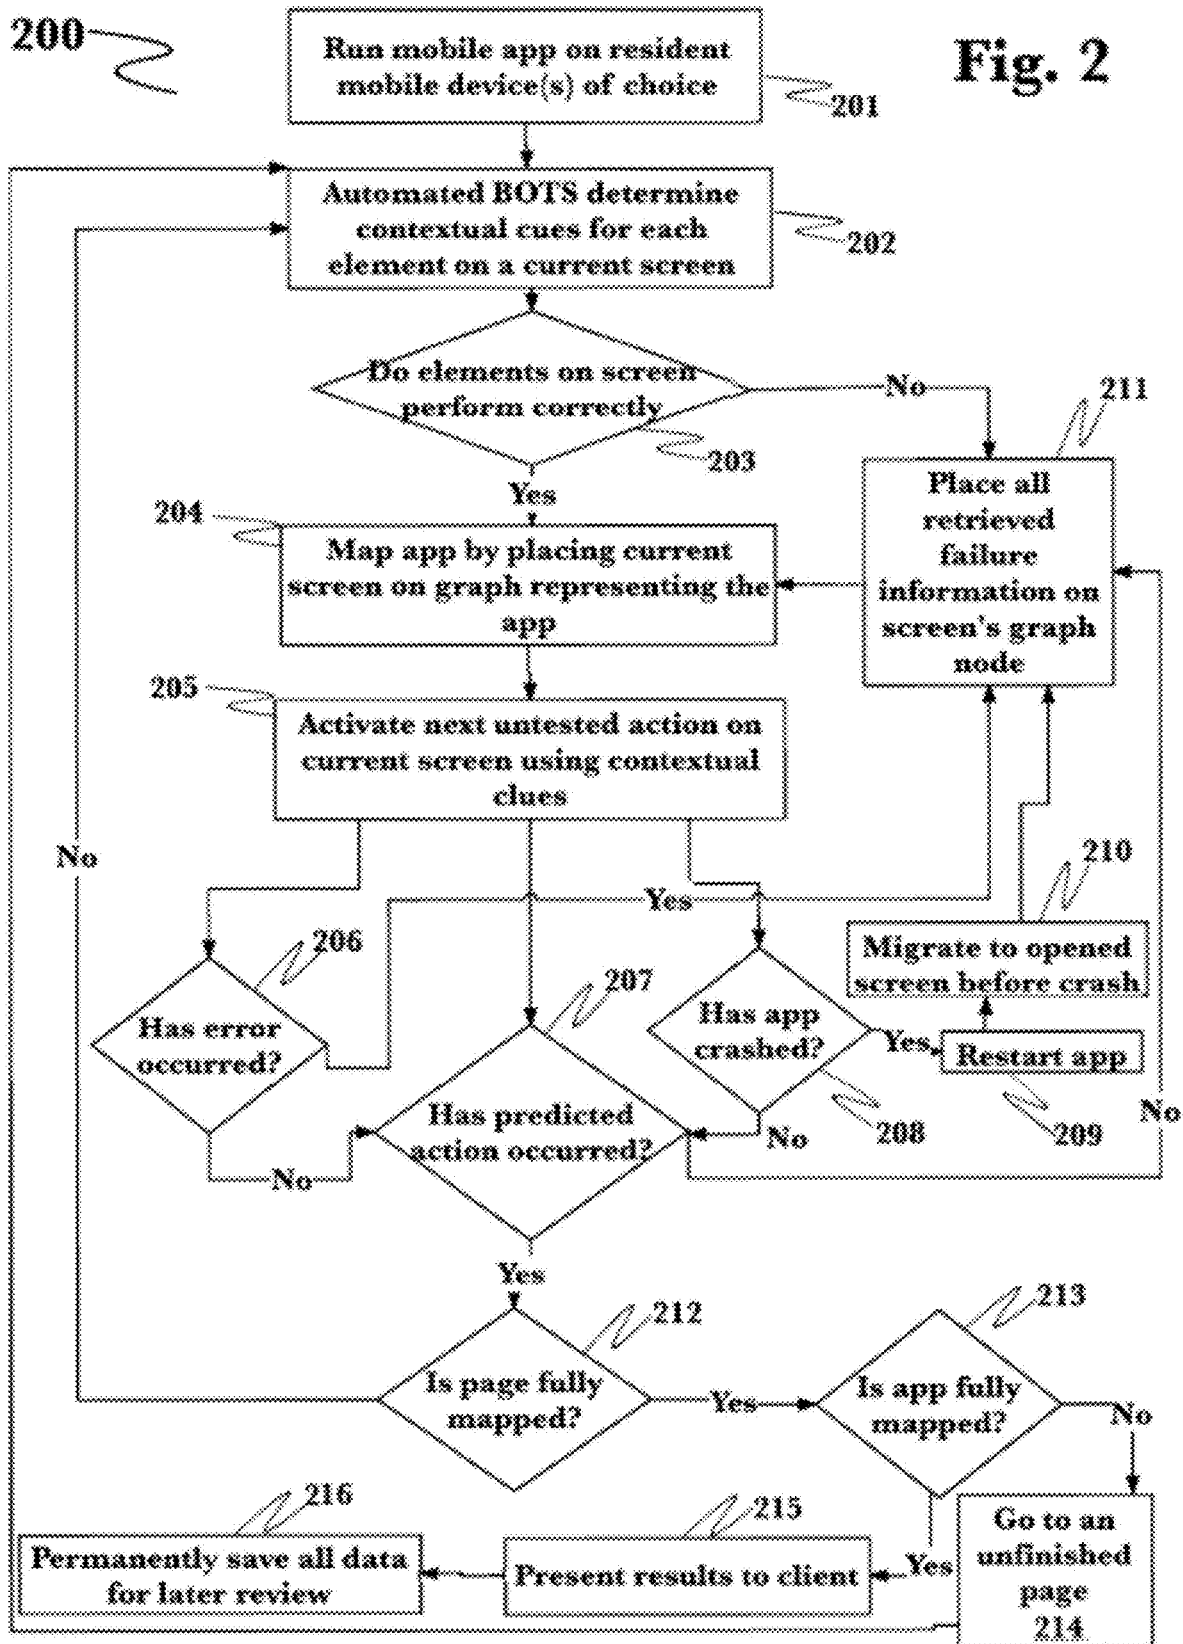 200
Fig. 2
Run mobile app on resident
mobile device(s) of choice
201
Automated BOTS determine
contextual cues for each
element on a current screen
202
Do elements on screen
perform correctly
203
No
211
Yes
Place all
retrieved
failure
information on
screen's graph
node
204
Map app by placing current
screen on graph representing the
app
205
Activate next untested action on
current screen using contextual
clues
No
Yes
210
Migrate to opened
screen before crash
206
Has error
occurred?
207
Has predicted
action occurred?
Has app
crashed?
Yes
Restart app
208
209
No
No
No
Yes
212
Is page fully
mapped?
Yes
213
Is app fully
mapped?
No
216
Permanently save all data
for later review
215
Present results to client
Yes
Go to an
unfinished
page
214